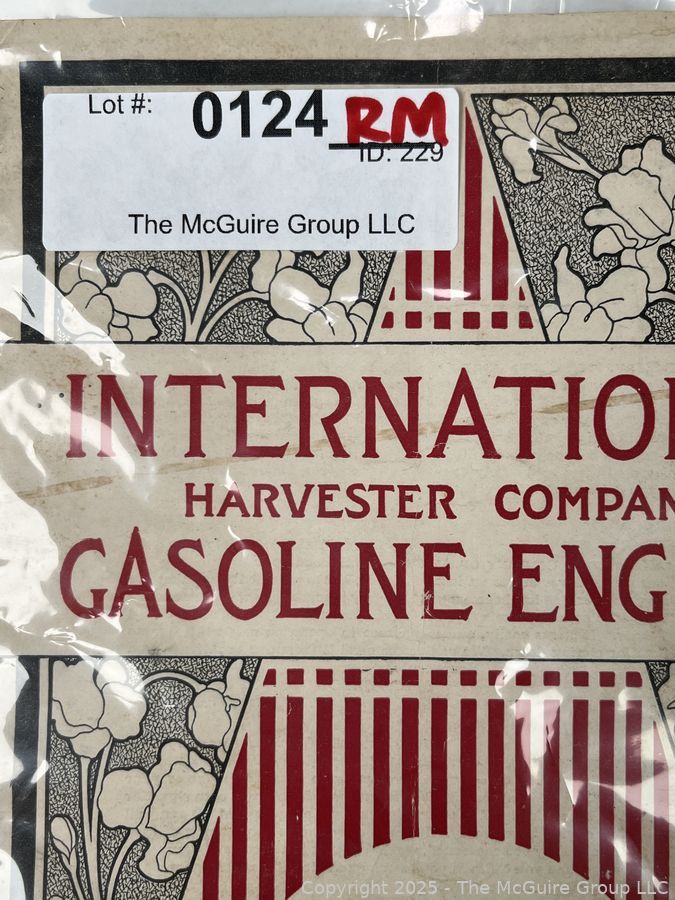 Lot #: 0124 RM
ID: 229
The McGuire Group LLC
INTERNATIO
HARVESTER COMPAN
GASOLINE ENG
Copyright 2025 - The McGuire Group LLC